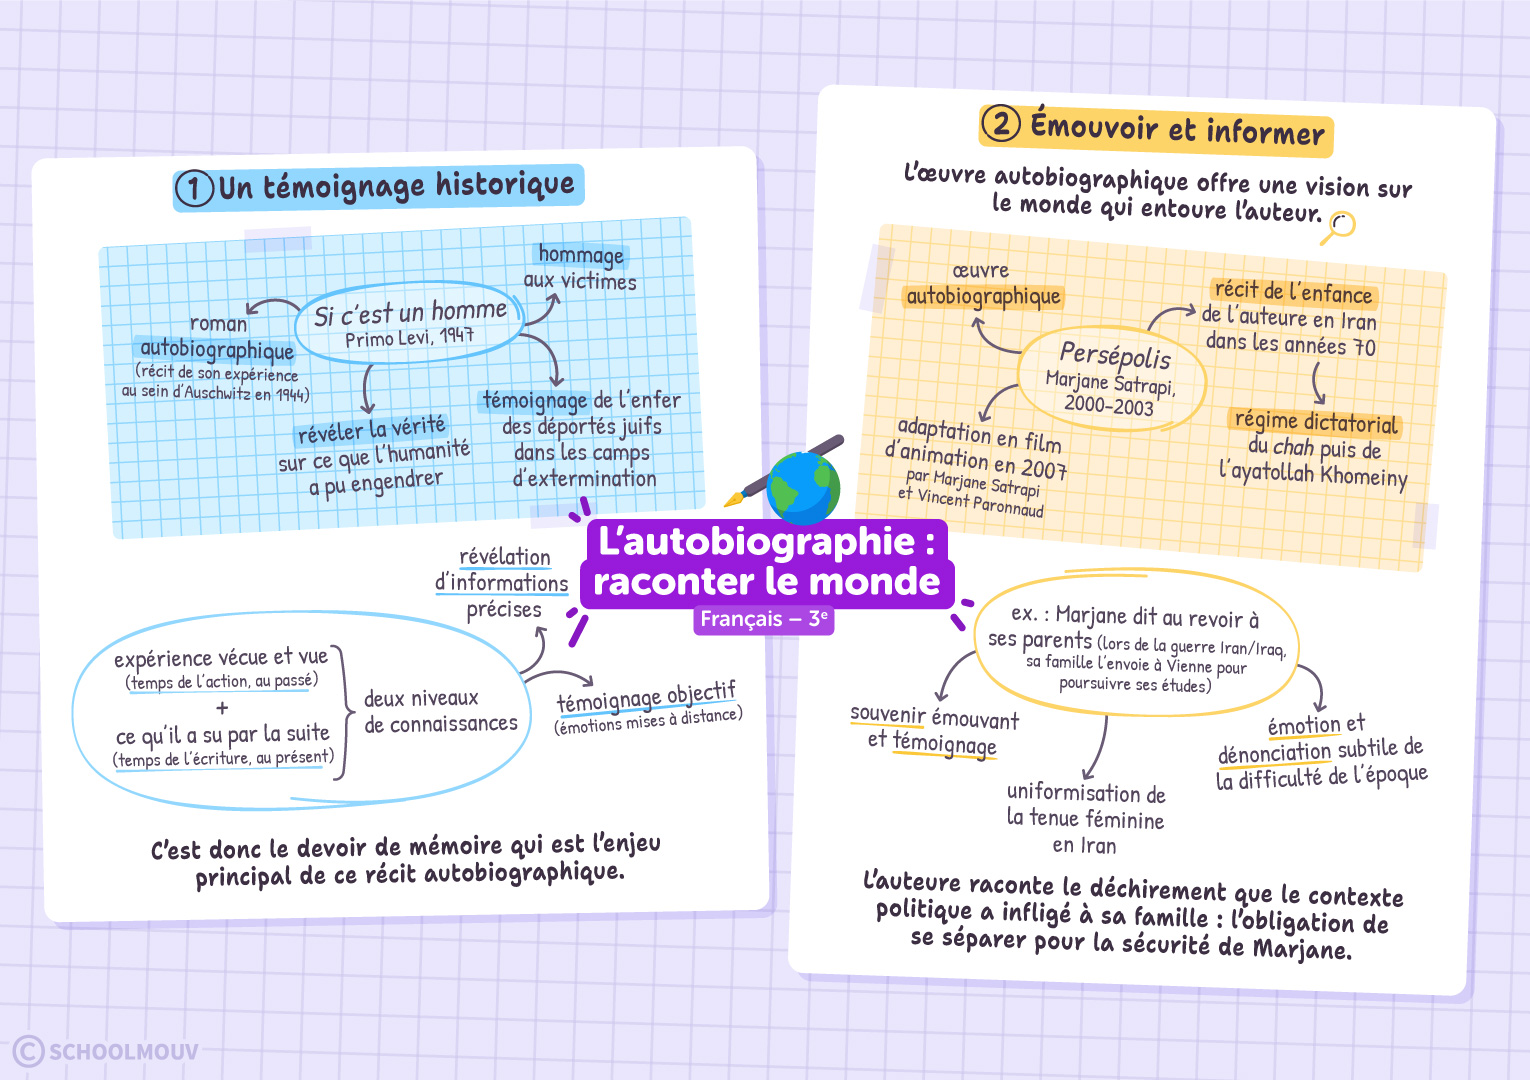 L'autobiographie :
raconter le monde
Français – 3e
1 Un témoignage historique
Si c'est un homme
Primo Levi, 1947
roman
autobiographique
(récit de son expérience
au sein d'Auschwitz en 1944)
révéler la vérité
sur ce que l'humanité
a pu engendrer
hommage
aux victimes
témoignage de l'enfer
des déportés juifs
dans les camps
d'extermination
expérience vécue et vue
(temps de l'action, au passé)
+
ce qu'il a su par la suite
(temps de l'écriture, au présent)
deux niveaux
de connaissances
révélation
d'informations
précises
témoignage objectif
(émotions mises à distance)
C'est donc le devoir de mémoire qui est l'enjeu
principal de ce récit autobiographique.
2 Émouvoir et informer
L'œuvre autobiographique offre une vision sur
le monde qui entoure l'auteur.
Persépolis
Marjane Satrapi,
2000-2003
œuvre
autobiographique
récit de l'enfance
de l'auteure en Iran
dans les années 70
régime dictatorial
du chah puis de
l'ayatollah Khomeiny
adaptation en film
d'animation en 2007
par Marjane Satrapi
et Vincent Paronnaud
ex. : Marjane dit au revoir à
ses parents (lors de la guerre Iran/Iraq,
sa famille l'envoie à Vienne pour
poursuivre ses études)
souvenir émouvant
et témoignage
uniformisation de
la tenue féminine
en Iran
émotion et
dénonciation subtile de
la difficulté de l'époque
L'auteure raconte le déchirement que le contexte
politique a infligé à sa famille : l'obligation de
se séparer pour la sécurité de Marjane.
© SCHOOLMOUV